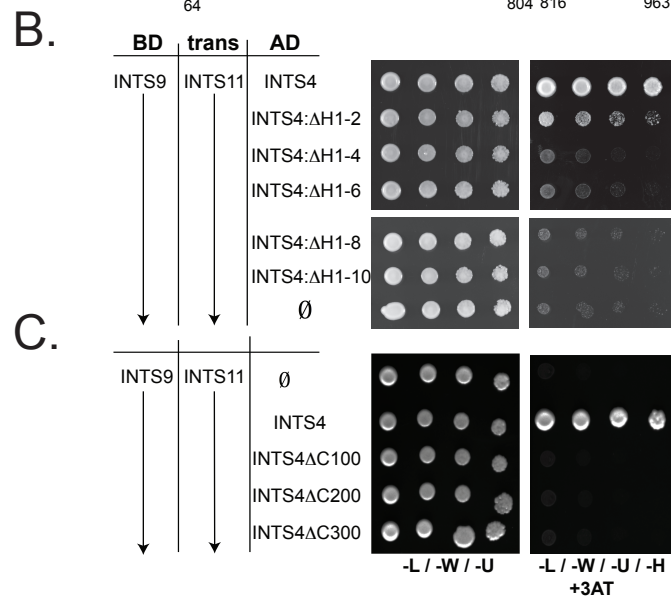 64 804 816 963
B.
BD trans AD
INTS9 INTS11 INTS4
INTS4:ΔH1-2
INTS4:ΔH1-4
INTS4:ΔH1-6
INTS4:ΔH1-8
INTS4:ΔH1-10
Ø
C.
INTS9 INTS11 Ø
INTS4
INTS4ΔC100
INTS4ΔC200
INTS4ΔC300
-L / -W / -U -L / -W / -U / -H
+3AT